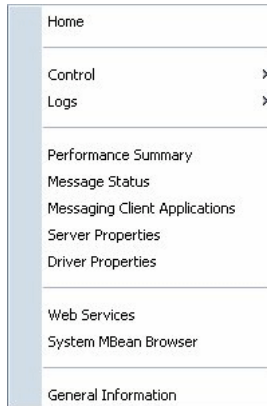 Home
Control
Logs
Performance Summary
Message Status
Messaging Client Applications
Server Properties
Driver Properties
Web Services
System MBean Browser
General Information